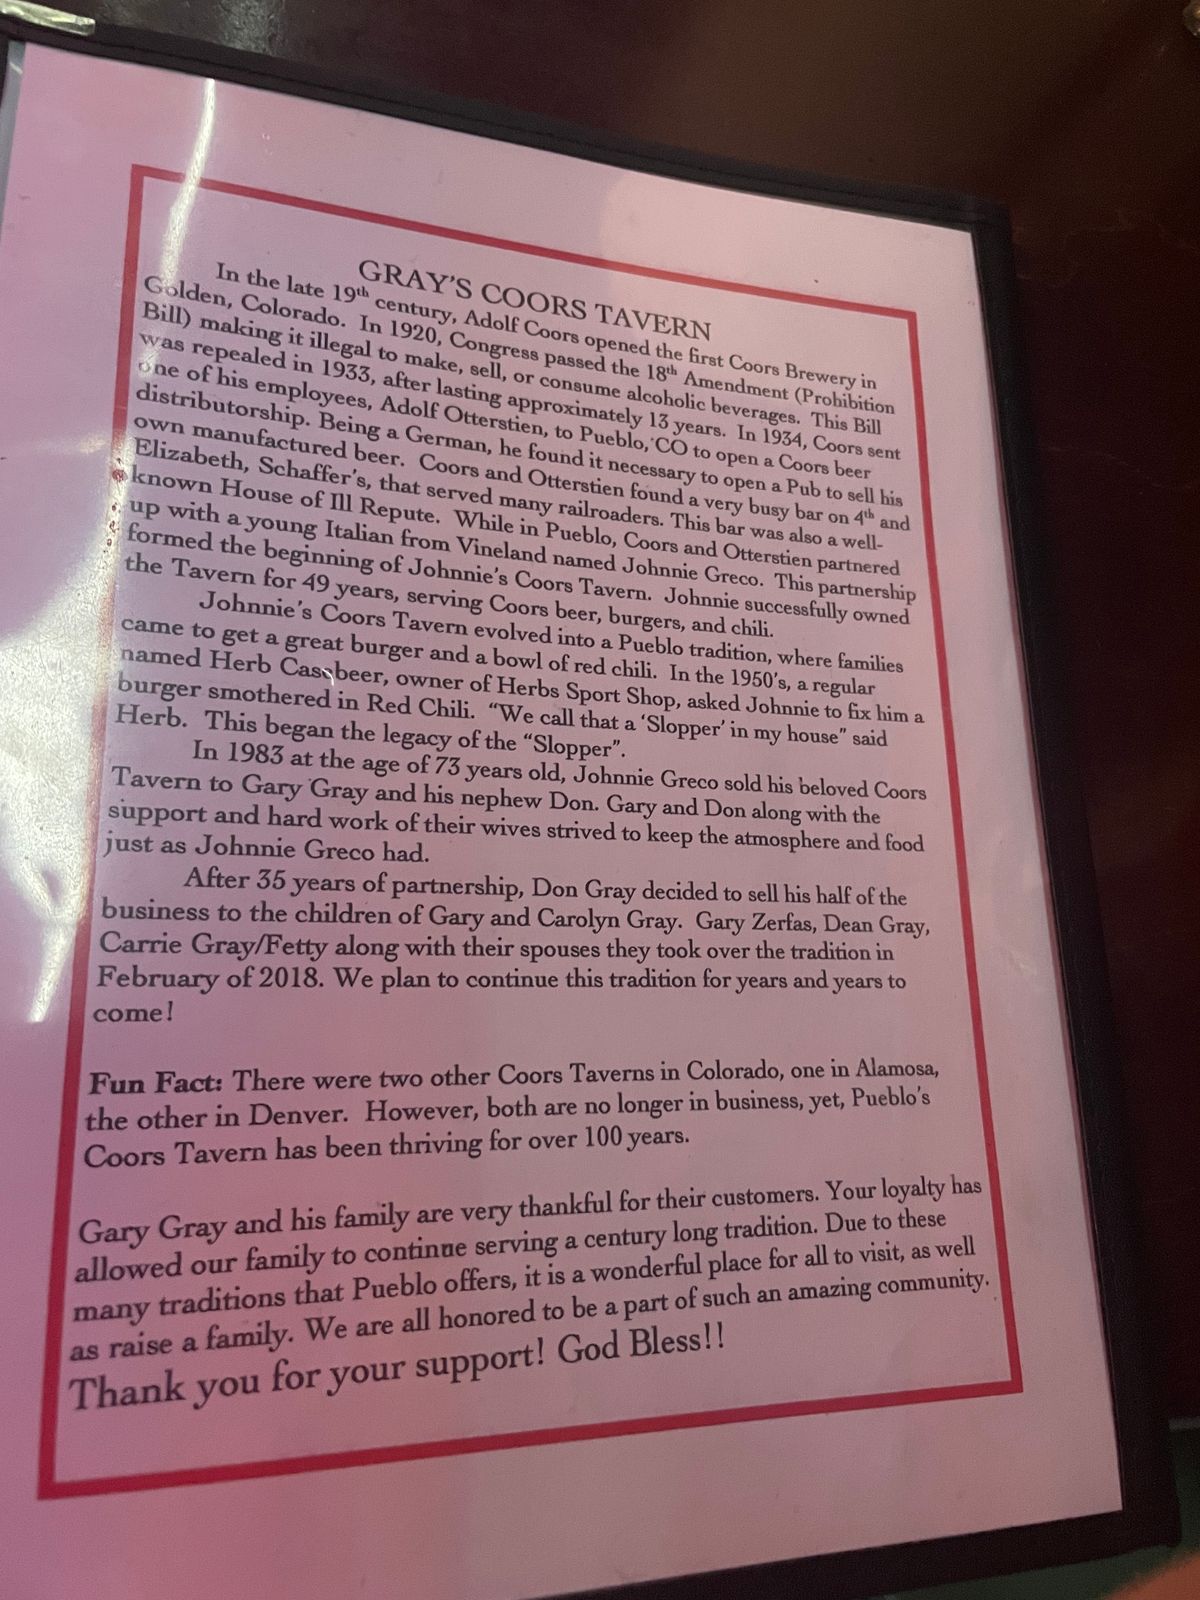 GRAY'S COORS TAVERN
In the late 19th century, Adolf Coors opened the first Coors Brewery in
Golden, Colorado. In 1920, Congress passed the 18th Amendment (Prohibition
Bill) making it illegal to make, sell, or consume alcoholic beverages. This Bill
was repealed in 1933, after lasting approximately 13 years. In 1934, Coors sent
one of his employees, Adolf Otterstien, to Pueblo, CO to open a Coors beer
distributorship. Being a German, he found it necessary to open a Pub to sell his
own manufactured beer. Coors and Otterstien found a very busy bar on 4th and
Elizabeth, Schaffer's, that served many railroaders. This bar was also a well-
known House of Ill Repute. While in Pueblo, Coors and Otterstien partnered
up with a young Italian from Vineland named Johnnie Greco. This partnership
formed the beginning of Johnnie's Coors Tavern. Johnnie successfully owned
the Tavern for 49 years, serving Coors beer, burgers, and chili.
Johnnie's Coors Tavern evolved into a Pueblo tradition, where families
came to get a great burger and a bowl of red chili. In the 1950's, a regular
named Herb Cassbeer, owner of Herbs Sport Shop, asked Johnnie to fix him a
burger smothered in Red Chili. "We call that a 'Slopper' in my house" said
Herb. This began the legacy of the "Slopper".
In 1983 at the age of 73 years old, Johnnie Greco sold his beloved Coors
Tavern to Gary Gray and his nephew Don. Gary and Don along with the
support and hard work of their wives strived to keep the atmosphere and food
just as Johnnie Greco had.
After 35 years of partnership, Don Gray decided to sell his half of the
business to the children of Gary and Carolyn Gray. Gary Zerfas, Dean Gray,
Carrie Gray/Fetty along with their spouses they took over the tradition in
February of 2018. We plan to continue this tradition for years and years to
come!
Fun Fact: There were two other Coors Taverns in Colorado, one in Alamosa,
the other in Denver. However, both are no longer in business, yet, Pueblo's
Coors Tavern has been thriving for over 100 years.
Gary Gray and his family are very thankful for their customers. Your loyalty has
allowed our family to continue serving a century long tradition. Due to these
many traditions that Pueblo offers, it is a wonderful place for all to visit, as well
as raise a family. We are all honored to be a part of such an amazing community.
Thank you for your support! God Bless!!